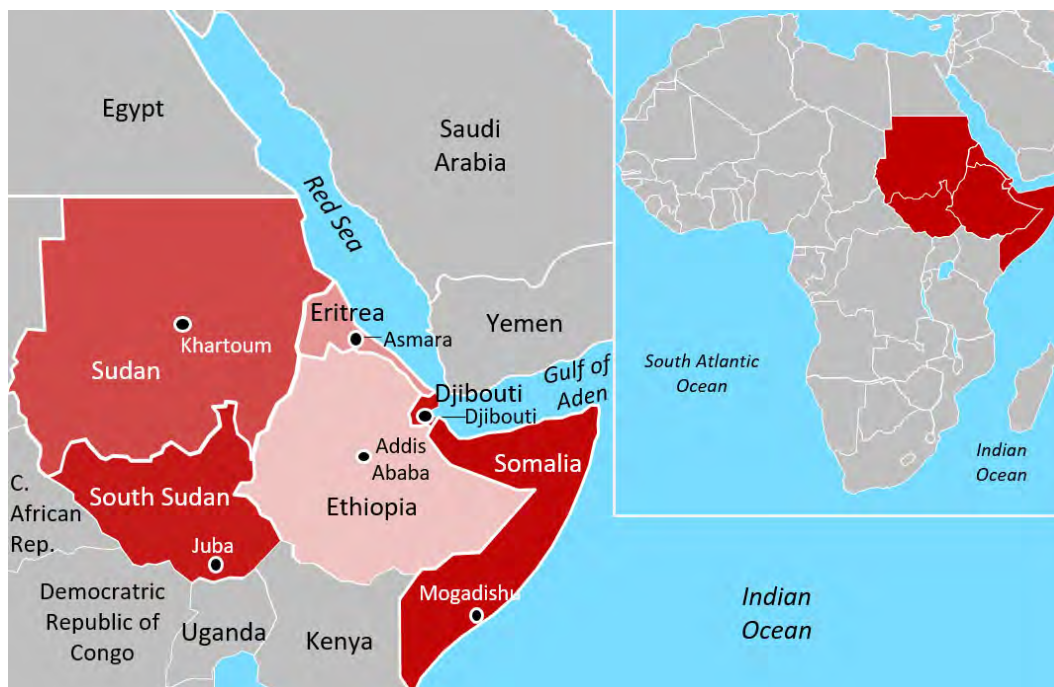 Egypt
Saudi
Arabia
Red Sea
Eritrea
Asmara
Yemen
Khartoum
Sudan
Gulf of
Aden
Djibouti
Djibouti
Addis
Ababa
Somalia
South Sudan
Ethiopia
C.
African
Rep.
Juba
Mogadishu
Democratric
Republic of
Congo
Uganda
Kenya
Indian
Ocean
South Atlantic
Ocean
Indian
Ocean